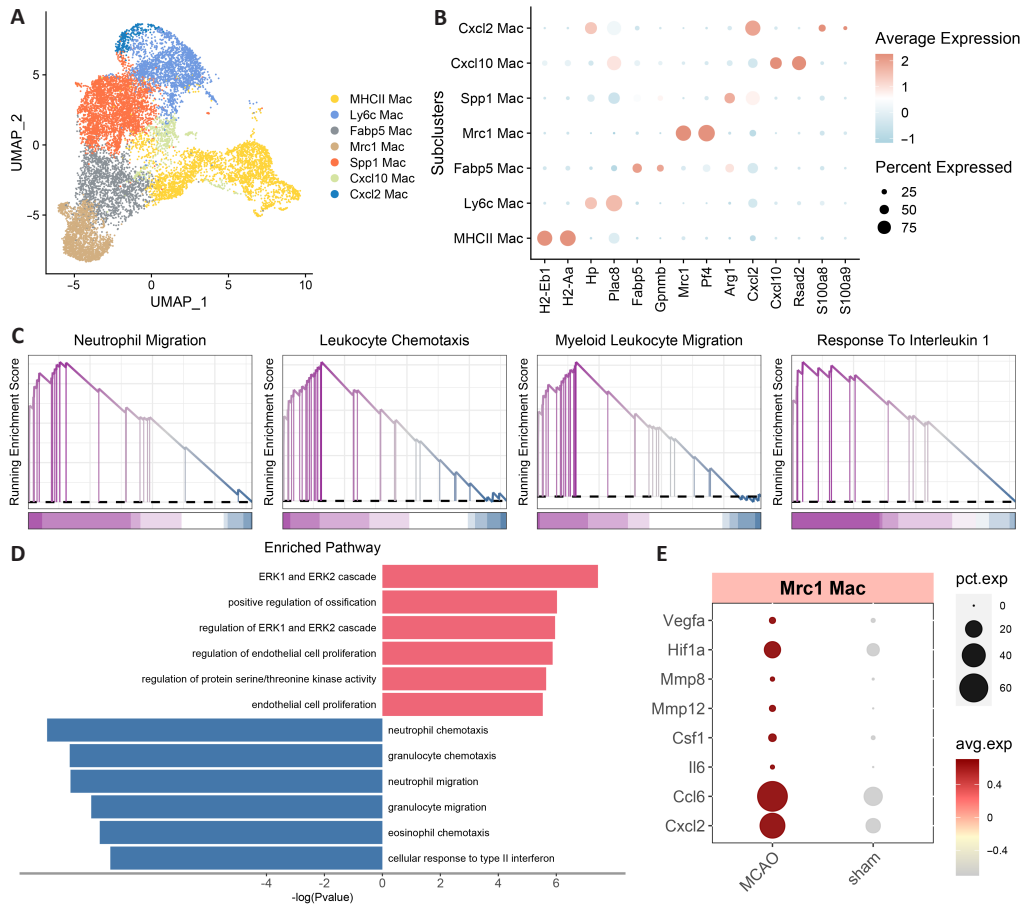 A
UMAP_2
5
0
−5
−5
0
5
10
UMAP_1
MHCII Mac
Ly6c Mac
Fabp5 Mac
Mrc1 Mac
Spp1 Mac
Cxcl10 Mac
Cxcl2 Mac
B
Subclusters
Cxcl2 Mac
Cxcl10 Mac
Spp1 Mac
Mrc1 Mac
Fabp5 Mac
Ly6c Mac
MHCII Mac
H2-Eb1
H2-Aa
Hp
Plac8
Fabp5
Gpnmb
Mrc1
Pf4
Arg1
Cxcl2
Cxcl10
Rsad2
S100a8
S100a9
Average Expression
2
1
0
−1
Percent Expressed
25
50
75
C
Neutrophil Migration
Running Enrichment Score
Leukocyte Chemotaxis
Running Enrichment Score
Myeloid Leukocyte Migration
Running Enrichment Score
Response To Interleukin 1
Running Enrichment Score
D
Enriched Pathway
ERK1 and ERK2 cascade
positive regulation of ossification
regulation of ERK1 and ERK2 cascade
regulation of endothelial cell proliferation
regulation of protein serine/threonine kinase activity
endothelial cell proliferation
neutrophil chemotaxis
granulocyte chemotaxis
neutrophil migration
granulocyte migration
eosinophil chemotaxis
cellular response to type II interferon
-4
-2
0
2
4
6
-log(Pvalue)
E
Mrc1 Mac
Vegfa
Hif1a
Mmp8
Mmp12
Csf1
Il6
Ccl6
Cxcl2
MCAO
sham
pct.exp
0
20
40
60
avg.exp
0.4
0
−0.4